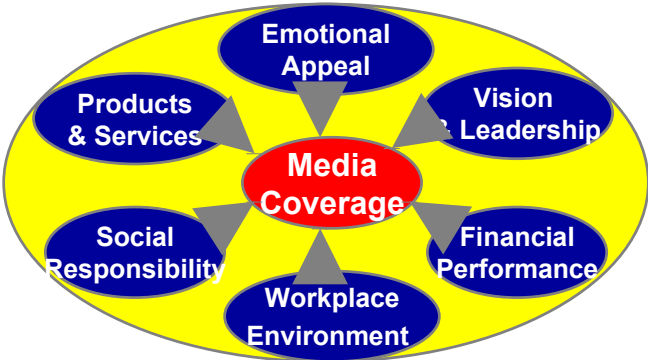 Emotional
Appeal
Products
& Services
Vision
& Leadership
Media
Coverage
Social
Responsibility
Financial
Performance
Workplace
Environment